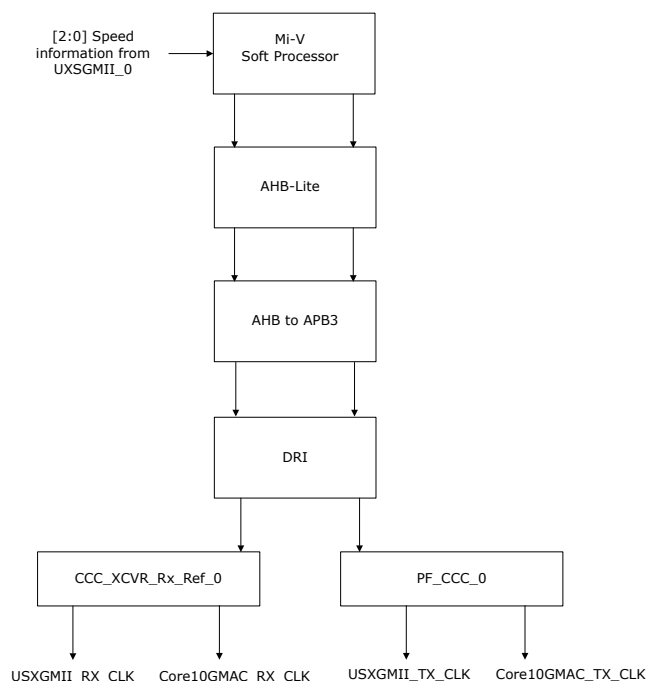 [2:0] Speed
information from
UXSGMII_0
Mi-V
Soft Processor
AHB-Lite
AHB to APB3
DRI
CCC_XCVR_Rx_Ref_0
PF_CCC_0
USXGMII_RX_CLK
Core10GMAC_RX_CLK
USXGMII_TX_CLK
Core10GMAC_TX_CLK